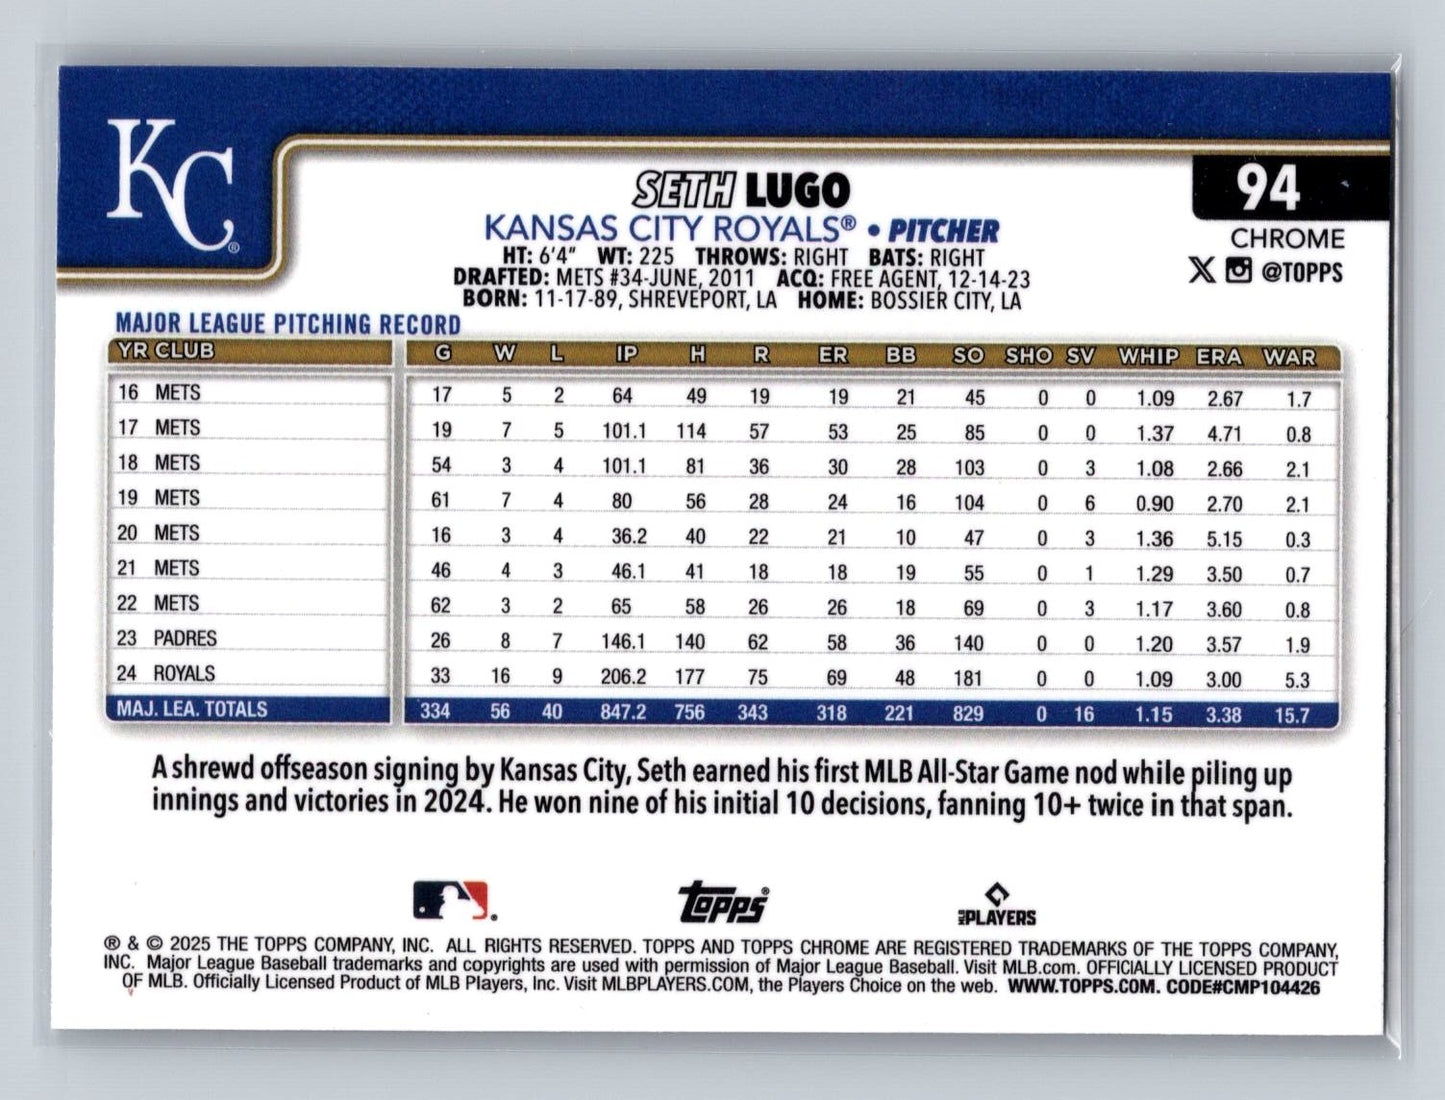 KC®
SETH LUGO
KANSAS CITY ROYALS® • PITCHER
HT: 6'4" WT: 225 THROWS: RIGHT BATS: RIGHT
DRAFTED: METS #34-JUNE, 2011 ACQ: FREE AGENT, 12-14-23
BORN: 11-17-89, SHREVEPORT, LA HOME: BOSSIER CITY, LA
94
CHROME
X @TOPPS
MAJOR LEAGUE PITCHING RECORD
YR CLUB G W L IP H R ER BB SO SHO SV WHIP ERA WAR
16 METS 17 5 2 64 49 19 19 21 45 0 0 1.09 2.67 1.7
17 METS 19 7 5 101.1 114 57 53 25 85 0 0 1.37 4.71 0.8
18 METS 54 3 4 101.1 81 36 30 28 103 0 3 1.08 2.66 2.1
19 METS 61 7 4 80 56 28 24 16 104 0 6 0.90 2.70 2.1
20 METS 16 3 4 36.2 40 22 21 10 47 0 3 1.36 5.15 0.3
21 METS 46 4 3 46.1 41 18 18 19 55 0 1 1.29 3.50 0.7
22 METS 62 3 2 65 58 26 26 18 69 0 3 1.17 3.60 0.8
23 PADRES 26 8 7 146.1 140 62 58 36 140 0 0 1.20 3.57 1.9
24 ROYALS 33 16 9 206.2 177 75 69 48 181 0 0 1.09 3.00 5.3
MAJ. LEA. TOTALS 334 56 40 847.2 756 343 318 221 829 0 16 1.15 3.38 15.7
A shrewd offseason signing by Kansas City, Seth earned his first MLB All-Star Game nod while piling up
innings and victories in 2024. He won nine of his initial 10 decisions, fanning 10+ twice in that span.
topps®
MLB PLAYERS
® & © 2025 THE TOPPS COMPANY, INC. ALL RIGHTS RESERVED. TOPPS AND TOPPS CHROME ARE REGISTERED TRADEMARKS OF THE TOPPS COMPANY,
INC. Major League Baseball trademarks and copyrights are used with permission of Major League Baseball. Visit MLB.com. OFFICIALLY LICENSED PRODUCT
OF MLB. Officially Licensed Product of MLB Players, Inc. Visit MLBPLAYERS.COM, the Players Choice on the web. WWW.TOPPS.COM. CODE#CMP104426